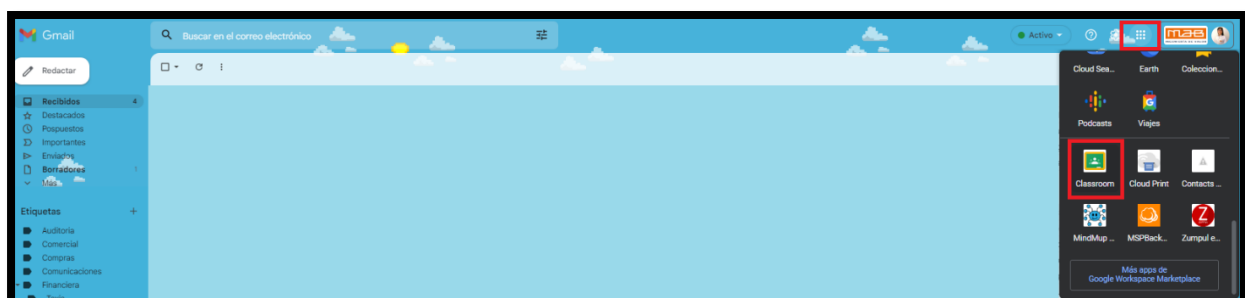 Gmail
Buscar en el correo electrónico
Activo
Redactar
Recibidos 4
Destacados
Pospuestos
Importantes
Enviados
Borradores
Más
Etiquetas +
Auditoria
Comercial
Compras
Comunicaciones
Financiera
Cloud Sea... Earth Coleccion...
Podcasts Viajes
Classroom Cloud Print Contacts ...
MindMup ... MSPBack... Zumpul e...
Más apps de
Google Workspace Marketplace